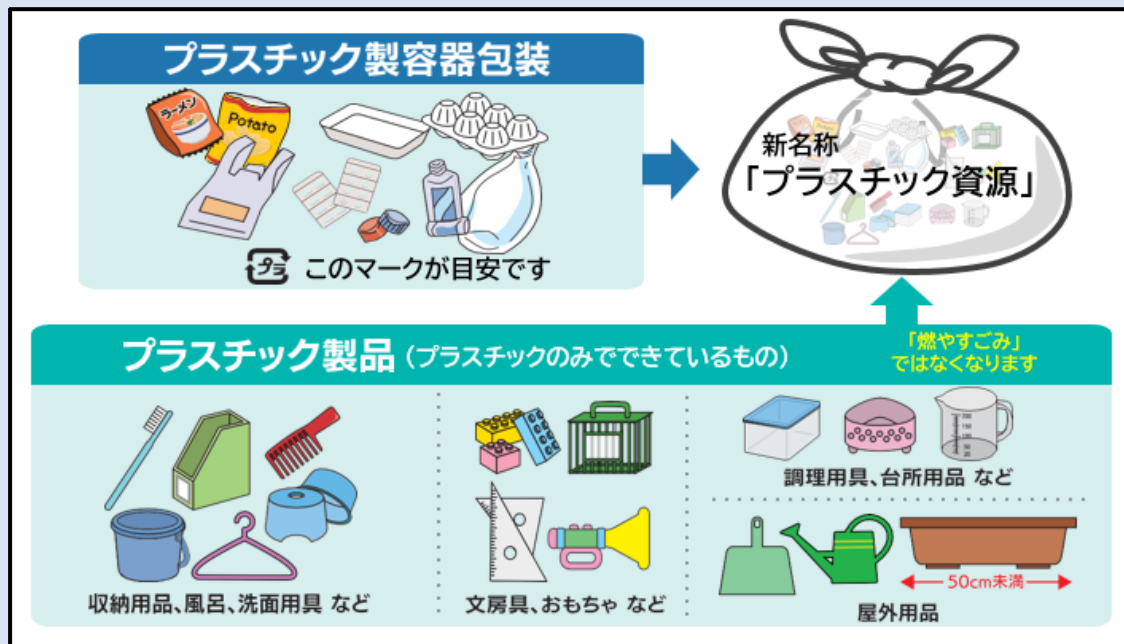 プラスチック製容器包装
ラーメン
Potato
プラ
このマークが目安です
新名称
「プラスチック資源」
プラスチック製品（プラスチックのみでできているもの）
「燃やすごみ」
ではなくなります
収納用品、風呂、洗面用具 など
文房具、おもちゃ など
調理用具、台所用品 など
50cm未満
屋外用品